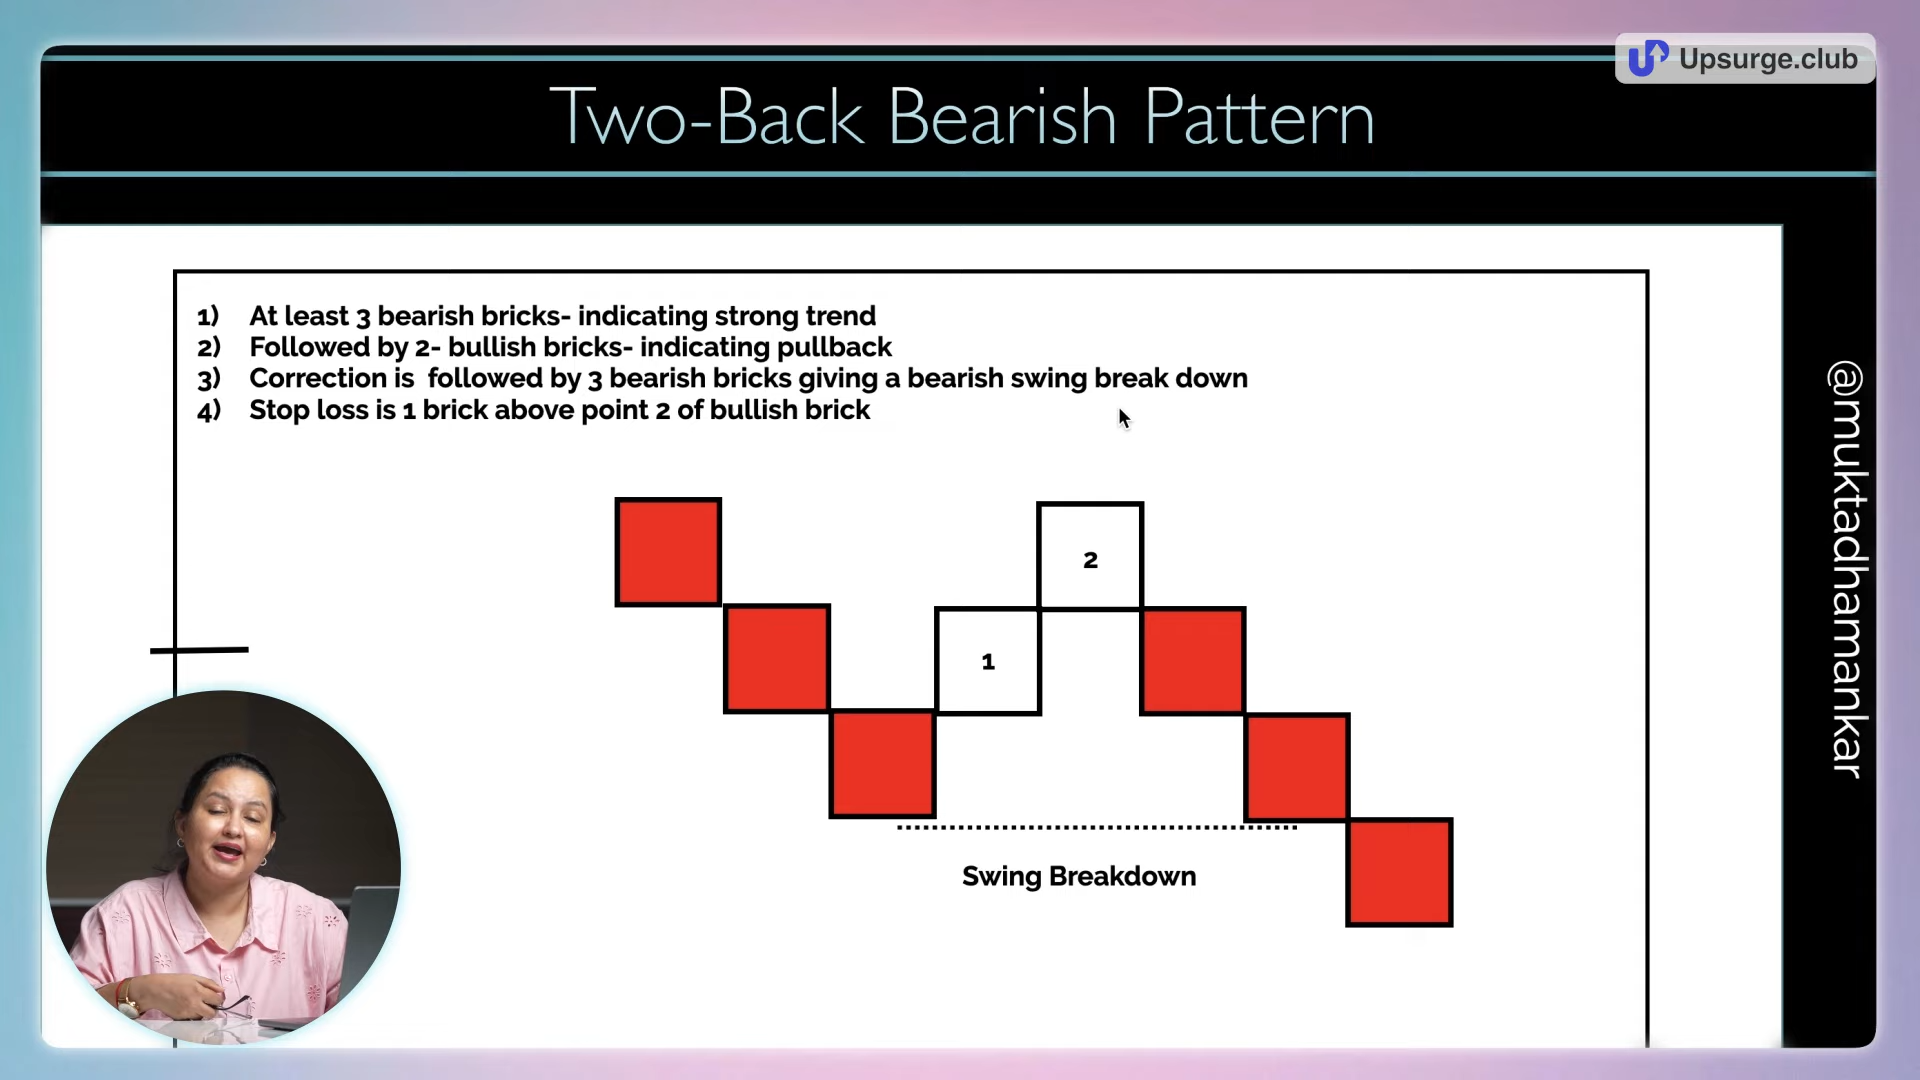 Upsurge.club
Two-Back Bearish Pattern
1) At least 3 bearish bricks- indicating strong trend
2) Followed by 2- bullish bricks- indicating pullback
3) Correction is  followed by 3 bearish bricks giving a bearish swing break down
4) Stop loss is 1 brick above point 2 of bullish brick
2
1
Swing Breakdown
@muktadhamankar